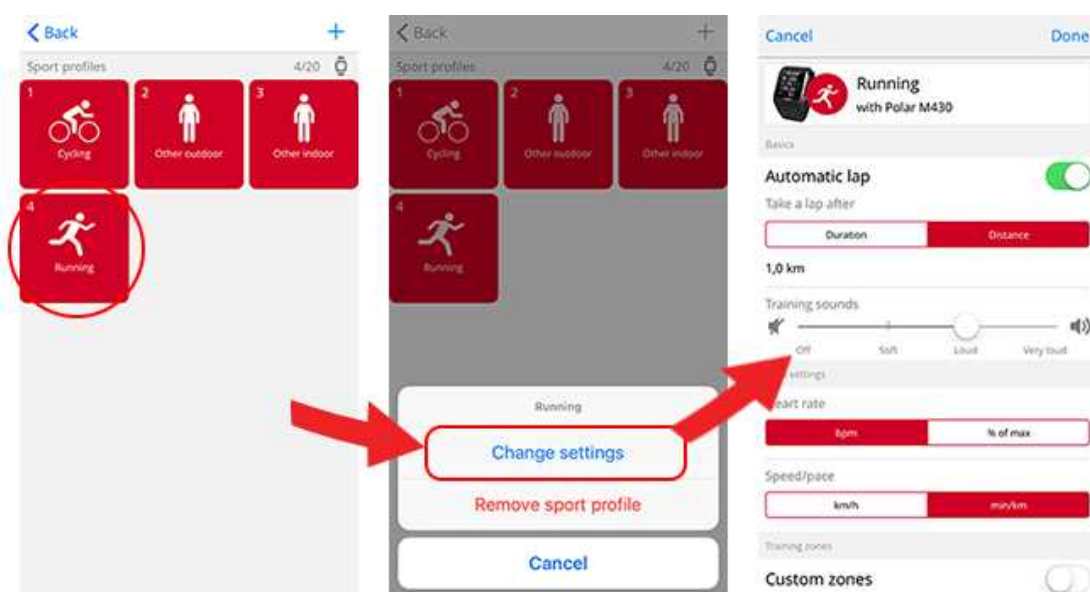 Back
Sport profiles 4/20
1
Cycling
2
Other outdoor
3
Other indoor
4
Running
Back
Sport profiles 4/20
1
Cycling
2
Other outdoor
3
Other indoor
4
Running
Running
Change settings
Remove sport profile
Cancel
Cancel Done
Running
with Polar M430
Basics
Automatic lap
Take a lap after
Duration Distance
1,0 km
Training sounds
Off Soft Loud Very loud
settings
eart rate
bpm % of max
Speed/pace
km/h min/km
Training zones
Custom zones